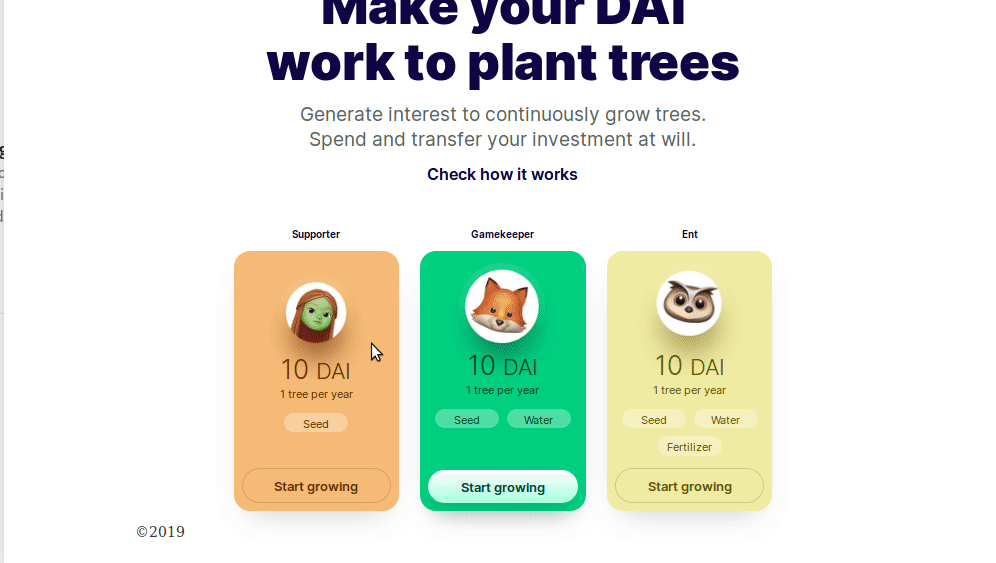 Make your DAI
work to plant trees
Generate interest to continuously grow trees.
Spend and transfer your investment at will.
Check how it works
Supporter
10 DAI
1 tree per year
Seed
Start growing
Gamekeeper
10 DAI
1 tree per year
Seed Water
Start growing
Ent
10 DAI
1 tree per year
Seed Water
Fertilizer
Start growing
©2019